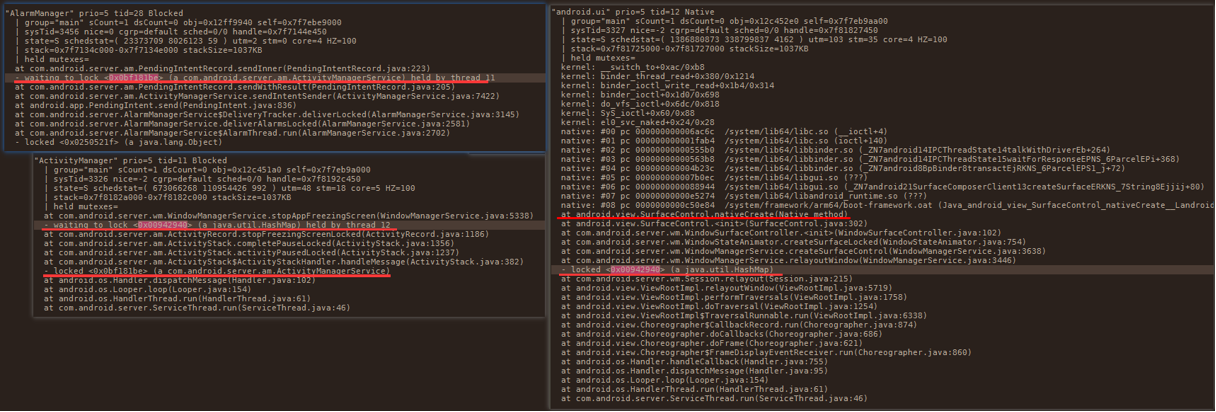 "AlarmManager" prio=5 tid=28 Blocked
| group="main" sCount=1 dsCount=0 obj=0x12ff9940 self=0x7f7ebe9000
| sysTid=3456 nice=0 cgrp=default sched=0/0 handle=0x7f7144e450
| state=S schedstat=( 23373709 8026123 59 ) utm=2 stm=0 core=4 HZ=100
| stack=0x7f7134c000-0x7f7134e000 stackSize=1037KB
| held mutexes=
at com.android.server.am.PendingIntentRecord.sendInner(PendingIntentRecord.java:223)
- waiting to lock <0x0bf181be> (a com.android.server.am.ActivityManagerService) held by thread 11
at com.android.server.am.PendingIntentRecord.sendWithResult(PendingIntentRecord.java:205)
at com.android.server.am.ActivityManagerService.sendIntentSender(ActivityManagerService.java:7422)
at android.app.PendingIntent.send(PendingIntent.java:836)
at com.android.server.AlarmManagerService$DeliveryTracker.deliverLocked(AlarmManagerService.java:3145)
at com.android.server.AlarmManagerService.deliverAlarmsLocked(AlarmManagerService.java:2581)
at com.android.server.AlarmManagerService$AlarmThread.run(AlarmManagerService.java:2702)
- locked <0x0250521f> (a java.lang.Object)
"ActivityManager" prio=5 tid=11 Blocked
| group="main" sCount=1 dsCount=0 obj=0x12c451a0 self=0x7f7eb9a000
| sysTid=3326 nice=-2 cgrp=default sched=0/0 handle=0x7f8192c450
| state=S schedstat=( 673066268 110954426 992 ) utm=48 stm=18 core=5 HZ=100
| stack=0x7f8182a000-0x7f8182c000 stackSize=1037KB
| held mutexes=
at com.android.server.wm.WindowManagerService.stopAppFreezingScreen(WindowManagerService.java:5338)
- waiting to lock <0x00942940> (a java.util.HashMap) held by thread 12
at com.android.server.am.ActivityRecord.stopFreezingScreenLocked(ActivityRecord.java:1186)
at com.android.server.am.ActivityStack.completePauseLocked(ActivityStack.java:1356)
at com.android.server.am.ActivityStack.activityPausedLocked(ActivityStack.java:1237)
at com.android.server.am.ActivityStack$ActivityStackHandler.handleMessage(ActivityStack.java:382)
- locked <0x0bf181be> (a com.android.server.am.ActivityManagerService)
at android.os.Handler.dispatchMessage(Handler.java:102)
at android.os.Looper.loop(Looper.java:154)
at android.os.HandlerThread.run(HandlerThread.java:61)
at com.android.server.ServiceThread.run(ServiceThread.java:46)
"android.ui" prio=5 tid=12 Native
| group="main" sCount=1 dsCount=0 obj=0x12c452e0 self=0x7f7eb9aa00
| sysTid=3327 nice=-2 cgrp=default sched=0/0 handle=0x7f81827450
| state=S schedstat=( 1386880873 338799837 4162 ) utm=103 stm=35 core=4 HZ=100
| stack=0x7f81725000-0x7f81727000 stackSize=1037KB
| held mutexes=
kernel: __switch_to+0xac/0xb8
kernel: binder_thread_read+0x380/0x1214
kernel: binder_ioctl_write_read+0x1b4/0x314
kernel: binder_ioctl+0x1d0/0x698
kernel: do_vfs_ioctl+0x6dc/0x818
kernel: SyS_ioctl+0x60/0x88
kernel: el0_svc_naked+0x24/0x28
native: #00 pc 000000000006ac6c  /system/lib64/libc.so (__ioctl+4)
native: #01 pc 000000000001fab4  /system/lib64/libc.so (ioctl+140)
native: #02 pc 00000000000555b0  /system/lib64/libbinder.so (_ZN7android14IPCThreadState14talkWithDriverEb+264)
native: #03 pc 00000000000563b8  /system/lib64/libbinder.so (_ZN7android14IPCThreadState15waitForResponseEPNS_6ParcelEPi+368)
native: #04 pc 000000000004b23c  /system/lib64/libbinder.so (_ZN7android8BpBinder8transactEjRKNS_6ParcelEPS1_j+72)
native: #05 pc 000000000007b0ec  /system/lib64/libgui.so (???)
native: #06 pc 0000000000088944  /system/lib64/libgui.so (_ZN7android21SurfaceComposerClient13createSurfaceERKNS_7String8Ejjij+80)
native: #07 pc 00000000000e5274  /system/lib64/libandroid_runtime.so (???)
native: #08 pc 0000000000c50e84  /system/framework/arm64/boot-framework.oat (Java_android_view_SurfaceControl_nativeCreate__Landroid
at android.view.SurfaceControl.nativeCreate(Native method)
at android.view.SurfaceControl.<init>(SurfaceControl.java:302)
at com.android.server.wm.WindowSurfaceController.<init>(WindowSurfaceController.java:102)
at com.android.server.wm.WindowStateAnimator.createSurfaceLocked(WindowStateAnimator.java:754)
at com.android.server.wm.WindowManagerService.createSurfaceControl(WindowManagerService.java:3638)
at com.android.server.wm.WindowManagerService.relayoutWindow(WindowManagerService.java:3446)
- locked <0x00942940> (a java.util.HashMap)
at com.android.server.wm.Session.relayout(Session.java:215)
at android.view.ViewRootImpl.relayoutWindow(ViewRootImpl.java:5719)
at android.view.ViewRootImpl.performTraversals(ViewRootImpl.java:1758)
at android.view.ViewRootImpl.doTraversal(ViewRootImpl.java:1254)
at android.view.ViewRootImpl$TraversalRunnable.run(ViewRootImpl.java:6338)
at android.view.Choreographer$CallbackRecord.run(Choreographer.java:874)
at android.view.Choreographer.doCallbacks(Choreographer.java:686)
at android.view.Choreographer.doFrame(Choreographer.java:621)
at android.view.Choreographer$FrameDisplayEventReceiver.run(Choreographer.java:860)
at android.os.Handler.handleCallback(Handler.java:755)
at android.os.Handler.dispatchMessage(Handler.java:95)
at android.os.Looper.loop(Looper.java:154)
at android.os.HandlerThread.run(HandlerThread.java:61)
at com.android.server.ServiceThread.run(ServiceThread.java:46)